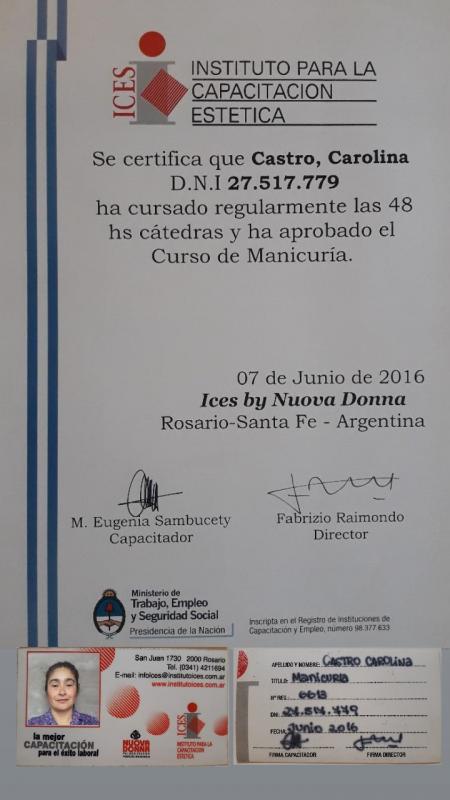 ICES
INSTITUTO PARA LA
CAPACITACION
ESTETICA
Se certifica que Castro, Carolina
D.N.I 27.517.779
ha cursado regularmente las 48
hs cátedras y ha aprobado el
Curso de Manicuría.
07 de Junio de 2016
Ices by Nuova Donna
Rosario-Santa Fe - Argentina
M. Eugenia Sambucety
Capacitador
Fabrizio Raimondo
Director
Ministerio de
Trabajo, Empleo
y Seguridad Social
Presidencia de la Nación
Inscripta en el Registro de Instituciones de
Capacitación y Empleo, número 98.377.633
San Juan 1730 2000 Rosario
Tel. (0341) 4211694
E-mail: infoices@institutoices.com.ar
www.institutoices.com.ar
la mejor
CAPACITACIÓN
para el éxito laboral
NUOVA
DONNA
ICES
INSTITUTO PARA LA
CAPACITACION
ESTETICA
APELLIDO Y NOMBRE: CASTRO CAROLINA
TITULO: Manicuria
Nº REG.: 6613
DNI: 27.517.779
FECHA: Junio 2016
FIRMA CAPACITADOR FIRMA DIRECTOR